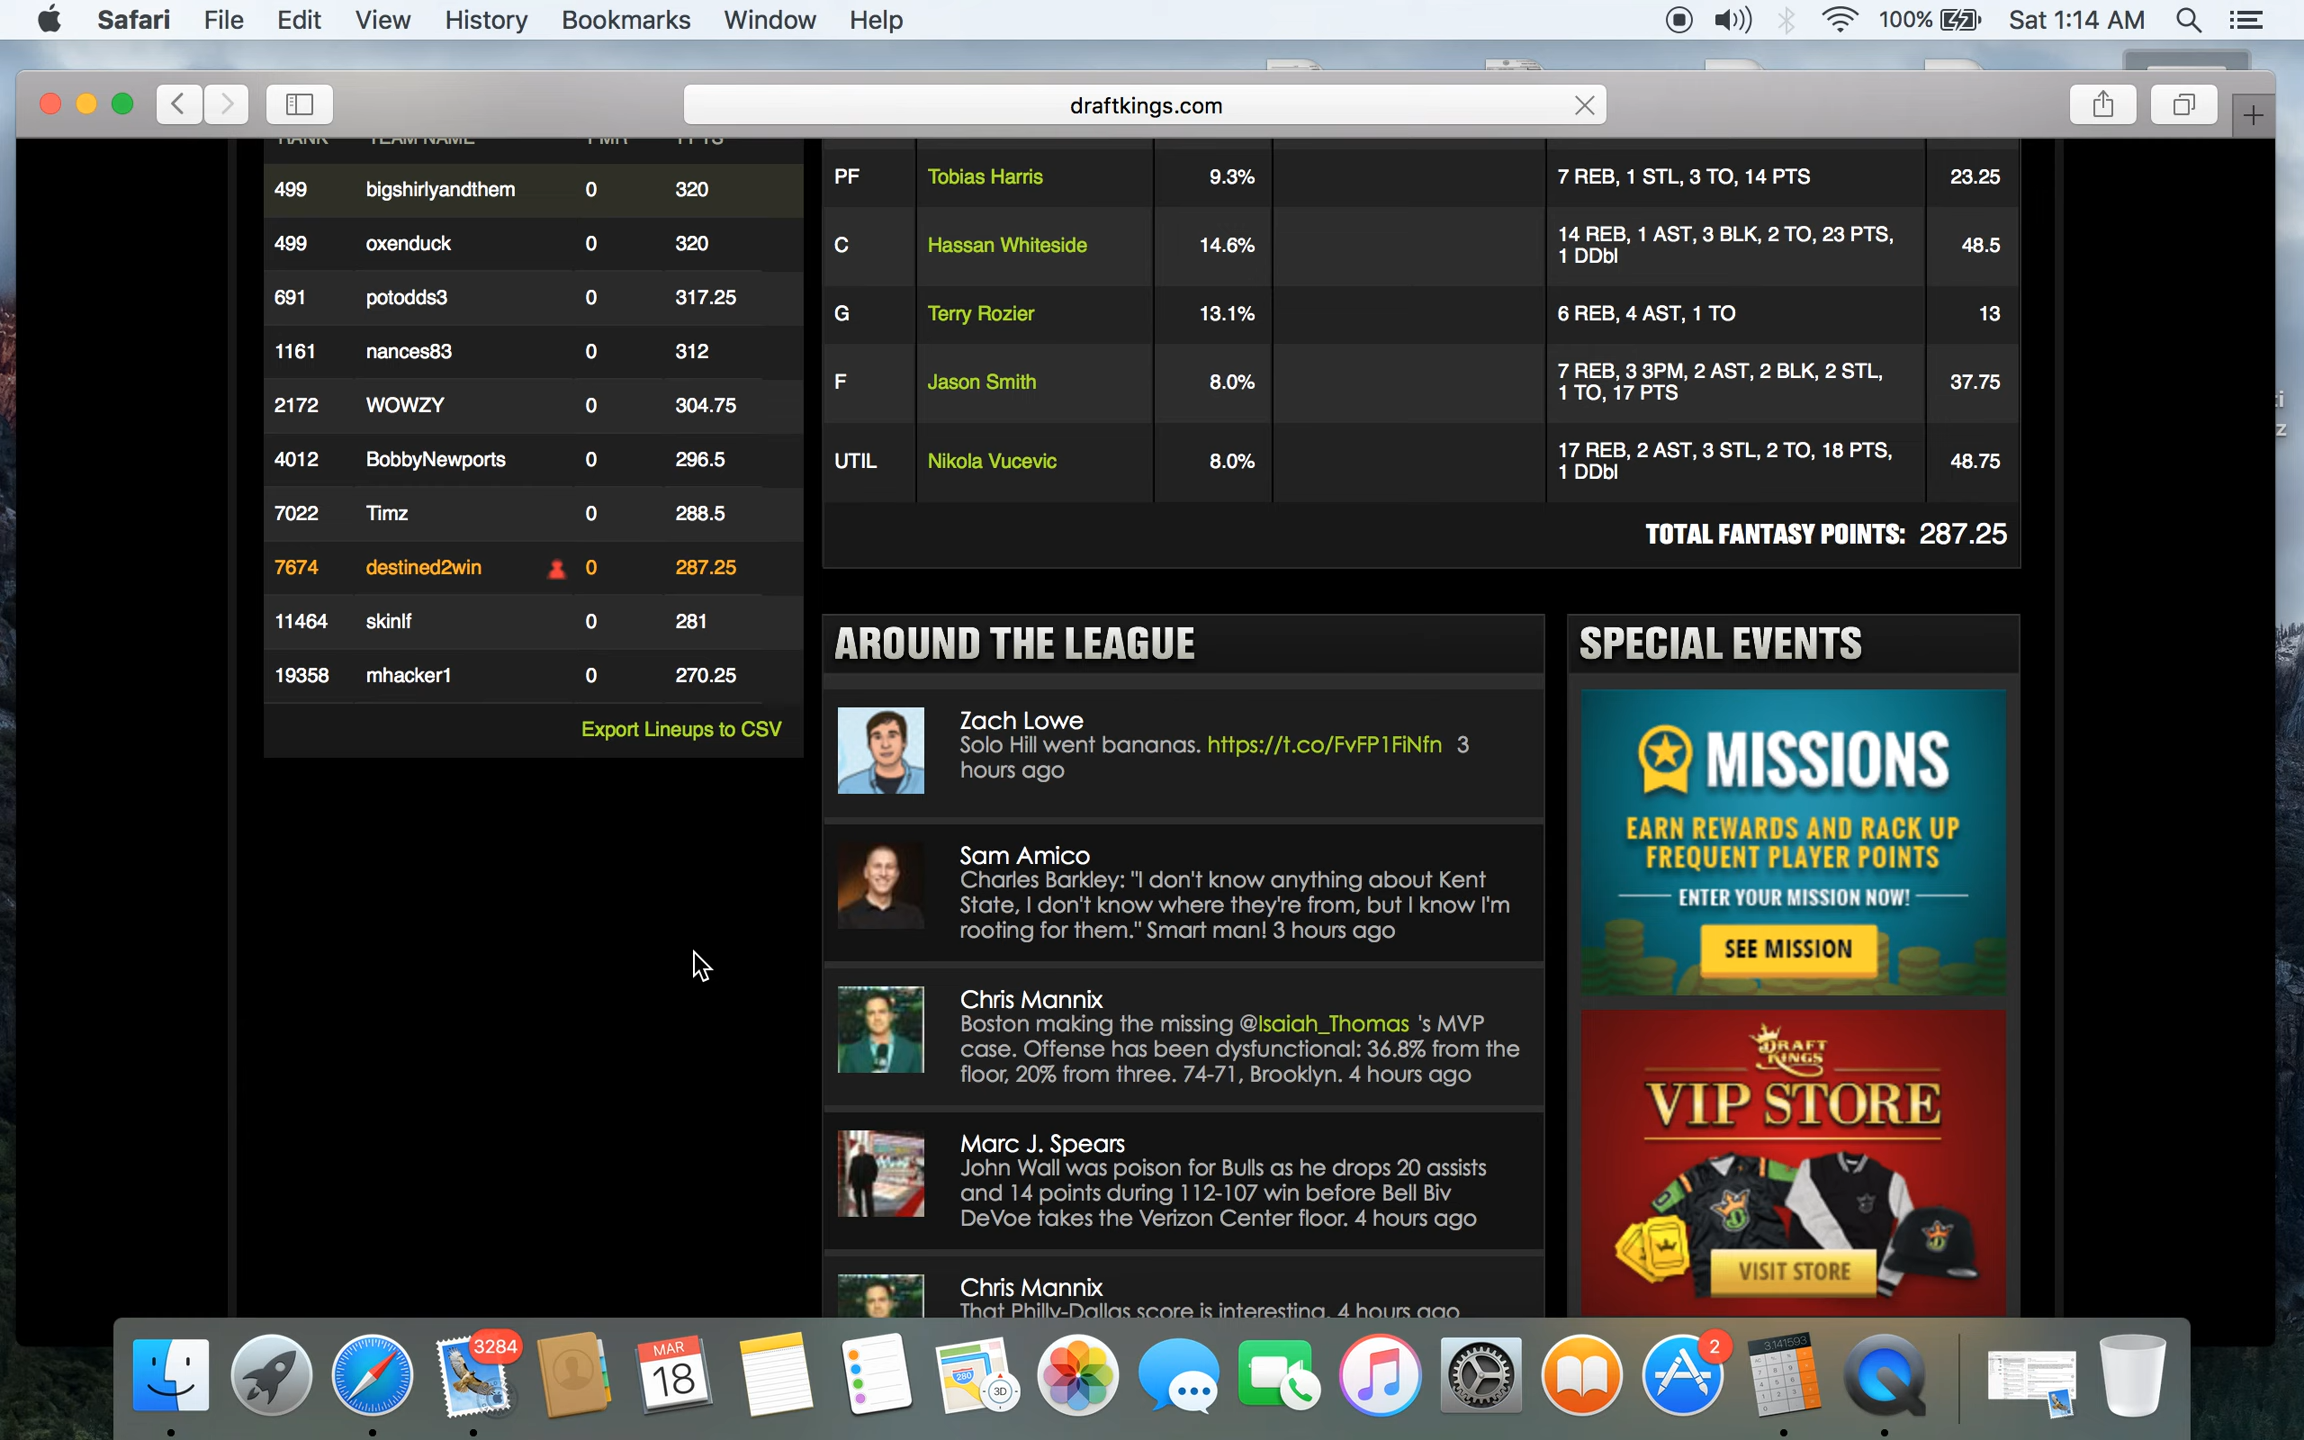 Safari File Edit View History Bookmarks Window Help 100% Sat 1:14 AM
draftkings.com
RANK TEAM NAME PMR FPTS
499 bigshirlyandthem 0 320
499 oxenduck 0 320
691 potodds3 0 317.25
1161 nances83 0 312
2172 WOWZY 0 304.75
4012 BobbyNewports 0 296.5
7022 Timz 0 288.5
7674 destined2win 0 287.25
11464 skinlf 0 281
19358 mhacker1 0 270.25
Export Lineups to CSV
PF Tobias Harris 9.3% 7 REB, 1 STL, 3 TO, 14 PTS 23.25
C Hassan Whiteside 14.6% 14 REB, 1 AST, 3 BLK, 2 TO, 23 PTS, 48.5
1 DDbl
G Terry Rozier 13.1% 6 REB, 4 AST, 1 TO 13
F Jason Smith 8.0% 7 REB, 3 3PM, 2 AST, 2 BLK, 2 STL, 37.75
1 TO, 17 PTS
UTIL Nikola Vucevic 8.0% 17 REB, 2 AST, 3 STL, 2 TO, 18 PTS, 48.75
1 DDbl
TOTAL FANTASY POINTS: 287.25
AROUND THE LEAGUE
Zach Lowe
Solo Hill went bananas. https://t.co/FvFP1FiNfn 3
hours ago
Sam Amico
Charles Barkley: "I don't know anything about Kent
State, I don't know where they're from, but I know I'm
rooting for them." Smart man! 3 hours ago
Chris Mannix
Boston making the missing @Isaiah_Thomas 's MVP
case. Offense has been dysfunctional: 36.8% from the
floor, 20% from three. 74-71, Brooklyn. 4 hours ago
Marc J. Spears
John Wall was poison for Bulls as he drops 20 assists
and 14 points during 112-107 win before Bell Biv
DeVoe takes the Verizon Center floor. 4 hours ago
Chris Mannix
That Philly-Dallas score is interesting. 4 hours ago
SPECIAL EVENTS
MISSIONS
EARN REWARDS AND RACK UP
FREQUENT PLAYER POINTS
ENTER YOUR MISSION NOW!
SEE MISSION
DRAFT
KINGS
VIP STORE
VISIT STORE
3284
MAR
18
280
3D
2
3.141593